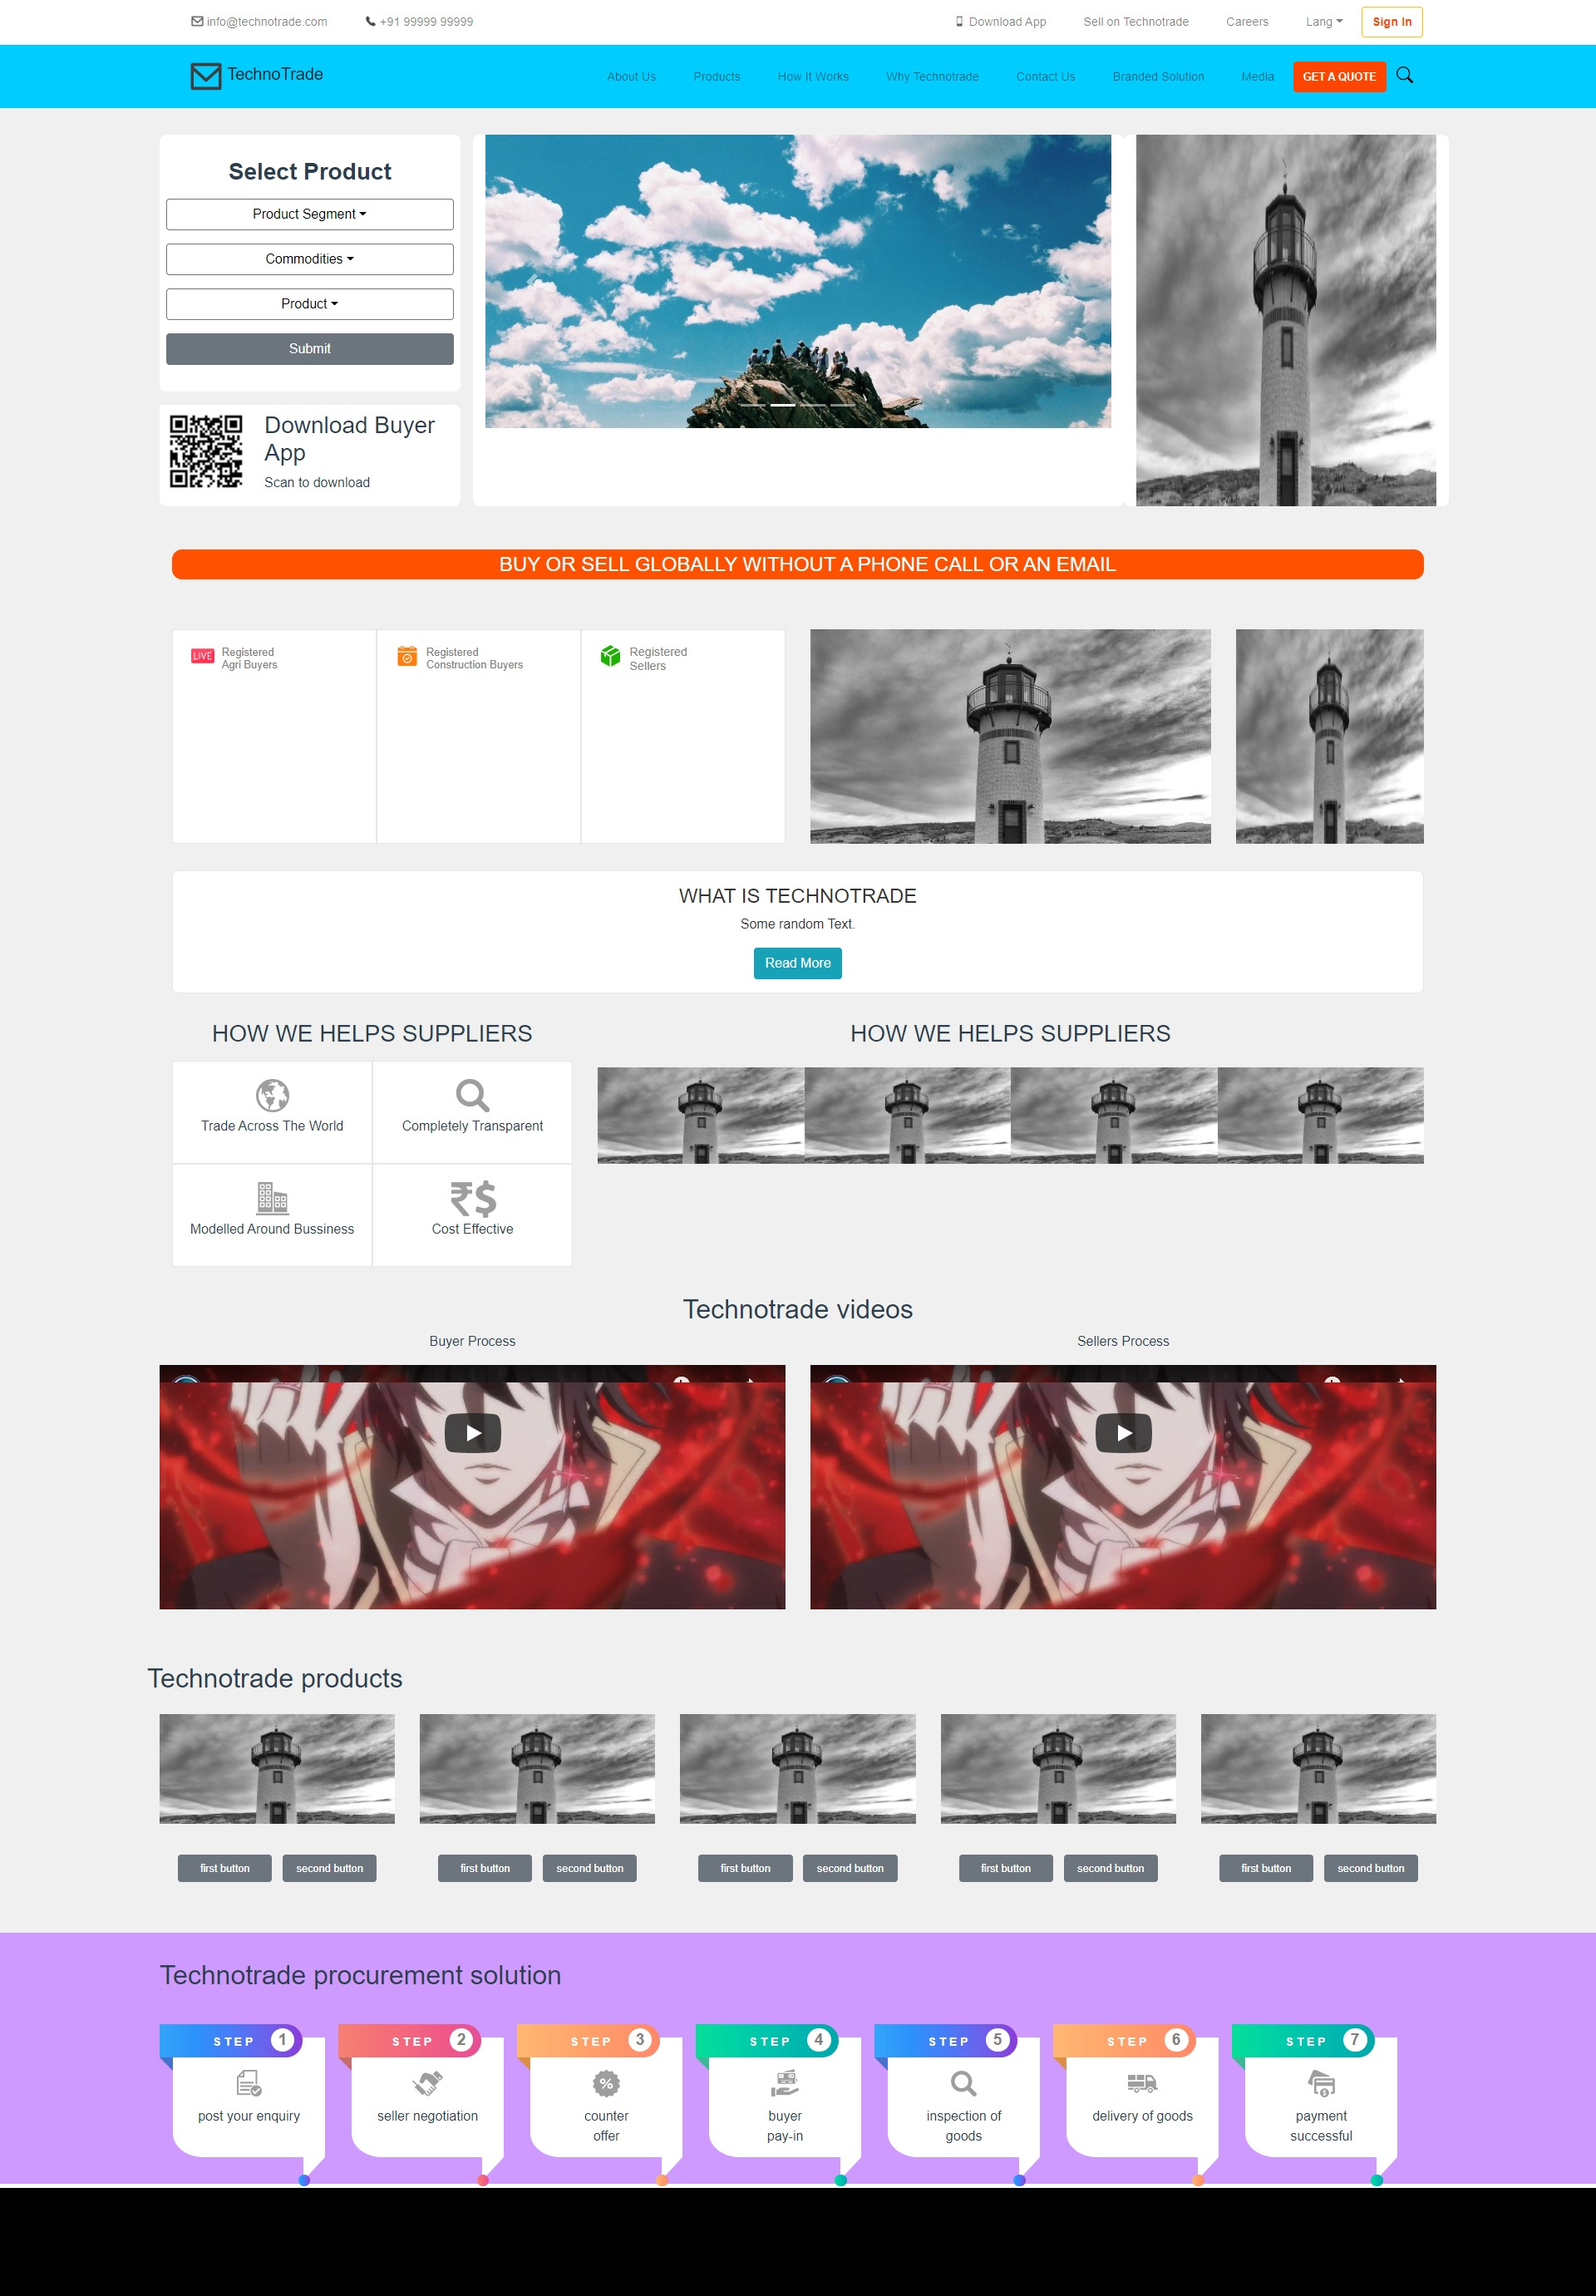 info@technotrade.com
+91 99999 99999
Download App
Sell on Technotrade
Careers
Lang
Sign In
TechnoTrade
About Us
Products
How It Works
Why Technotrade
Contact Us
Branded Solution
Media
GET A QUOTE
Select Product
Product Segment
Commodities
Product
Submit
Download Buyer
App
Scan to download
BUY OR SELL GLOBALLY WITHOUT A PHONE CALL OR AN EMAIL
LIVE
Registered
Agri Buyers
Registered
Construction Buyers
Registered
Sellers
WHAT IS TECHNOTRADE
Some random Text.
Read More
HOW WE HELPS SUPPLIERS
Trade Across The World
Completely Transparent
Modelled Around Bussiness
₹$
Cost Effective
HOW WE HELPS SUPPLIERS
Technotrade videos
Buyer Process
Sellers Process
Technotrade products
first button
second button
first button
second button
first button
second button
first button
second button
first button
second button
Technotrade procurement solution
STEP 1
post your enquiry
STEP 2
seller negotiation
STEP 3
%
counter
offer
STEP 4
buyer
pay-in
STEP 5
inspection of
goods
STEP 6
delivery of goods
STEP 7
$
payment
successful